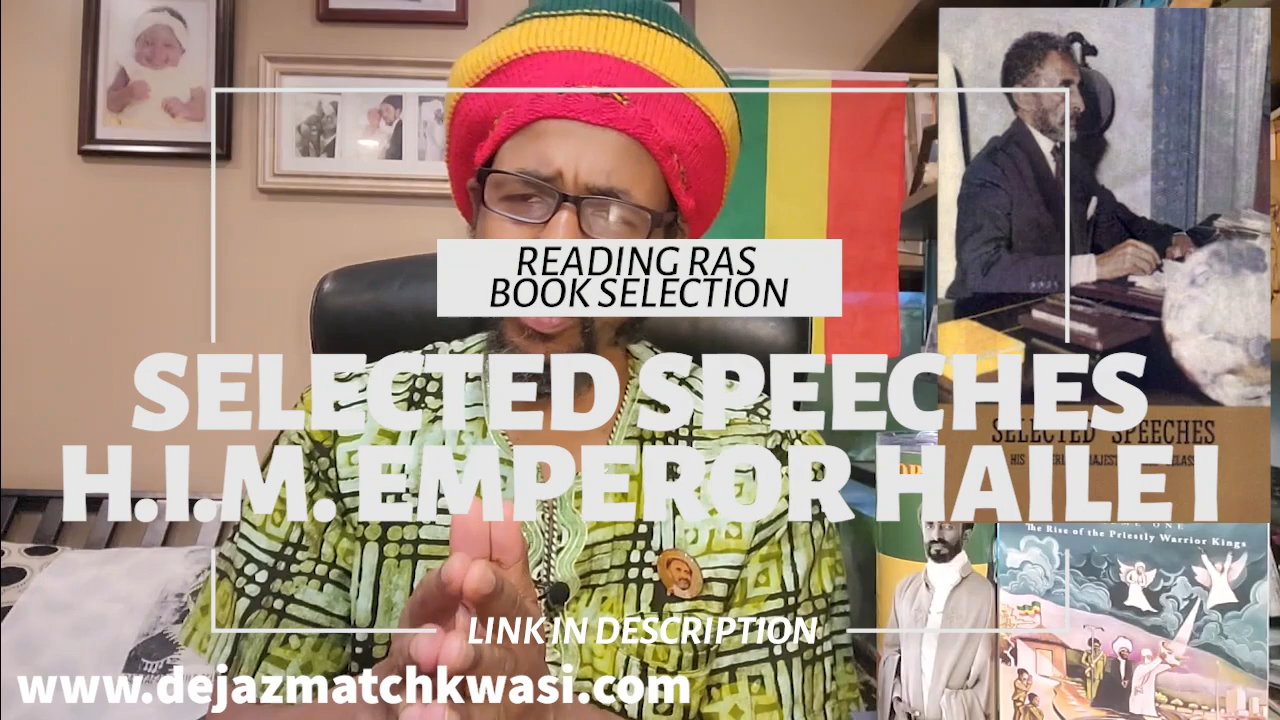 READING RAS
BOOK SELECTION
SELECTED SPEECHES
H.I.M. EMPEROR HAILE I
SELECTED SPEECHES
HIS
The Rise of the Priestly Warrior Kings
LINK IN DESCRIPTION
www.dejazmatchkwasi.com